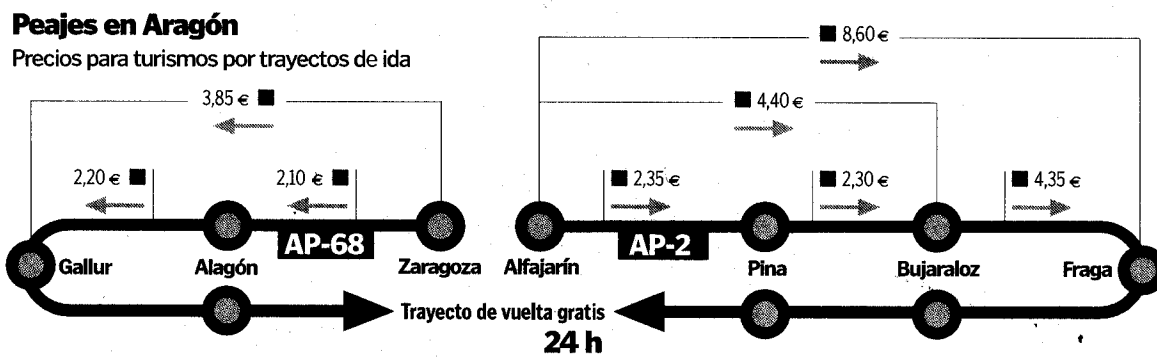 Peajes en Aragón
Precios para turismos por trayectos de ida
8,60 €
3,85 €
4,40 €
2,20 €
2,10 €
2,35 €
2,30 €
4,35 €
AP-68
AP-2
Gallur
Alagón
Zaragoza
Alfajarín
Pina
Bujaraloz
Fraga
Trayecto de vuelta gratis
24 h